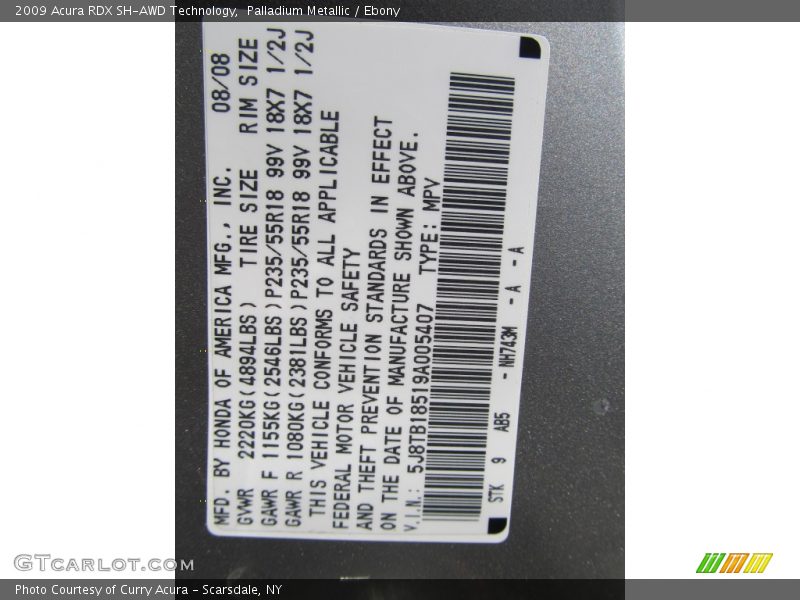 2009 Acura RDX SH-AWD Technology,  Palladium Metallic / Ebony
MFD. BY HONDA OF AMERICA MFG., INC. 08/08
GVWR 2220KG(4894LBS) TIRE SIZE RIM SIZE
GAWR F 1155KG(2546LBS)P235/55R18 99V 18X7 1/2J
GAWR R 1080KG(2381LBS)P235/55R18 99V 18X7 1/2J
THIS VEHICLE CONFORMS TO ALL APPLICABLE
FEDERAL MOTOR VEHICLE SAFETY
AND THEFT PREVENTION STANDARDS IN EFFECT
ON THE DATE OF MANUFACTURE SHOWN ABOVE.
V.I.N.: 5J8TB18519A005407 TYPE: MPV
STK 9 AB5 - NH743M - A - A
GTcarlot.com
Photo Courtesy of Curry Acura - Scarsdale, NY